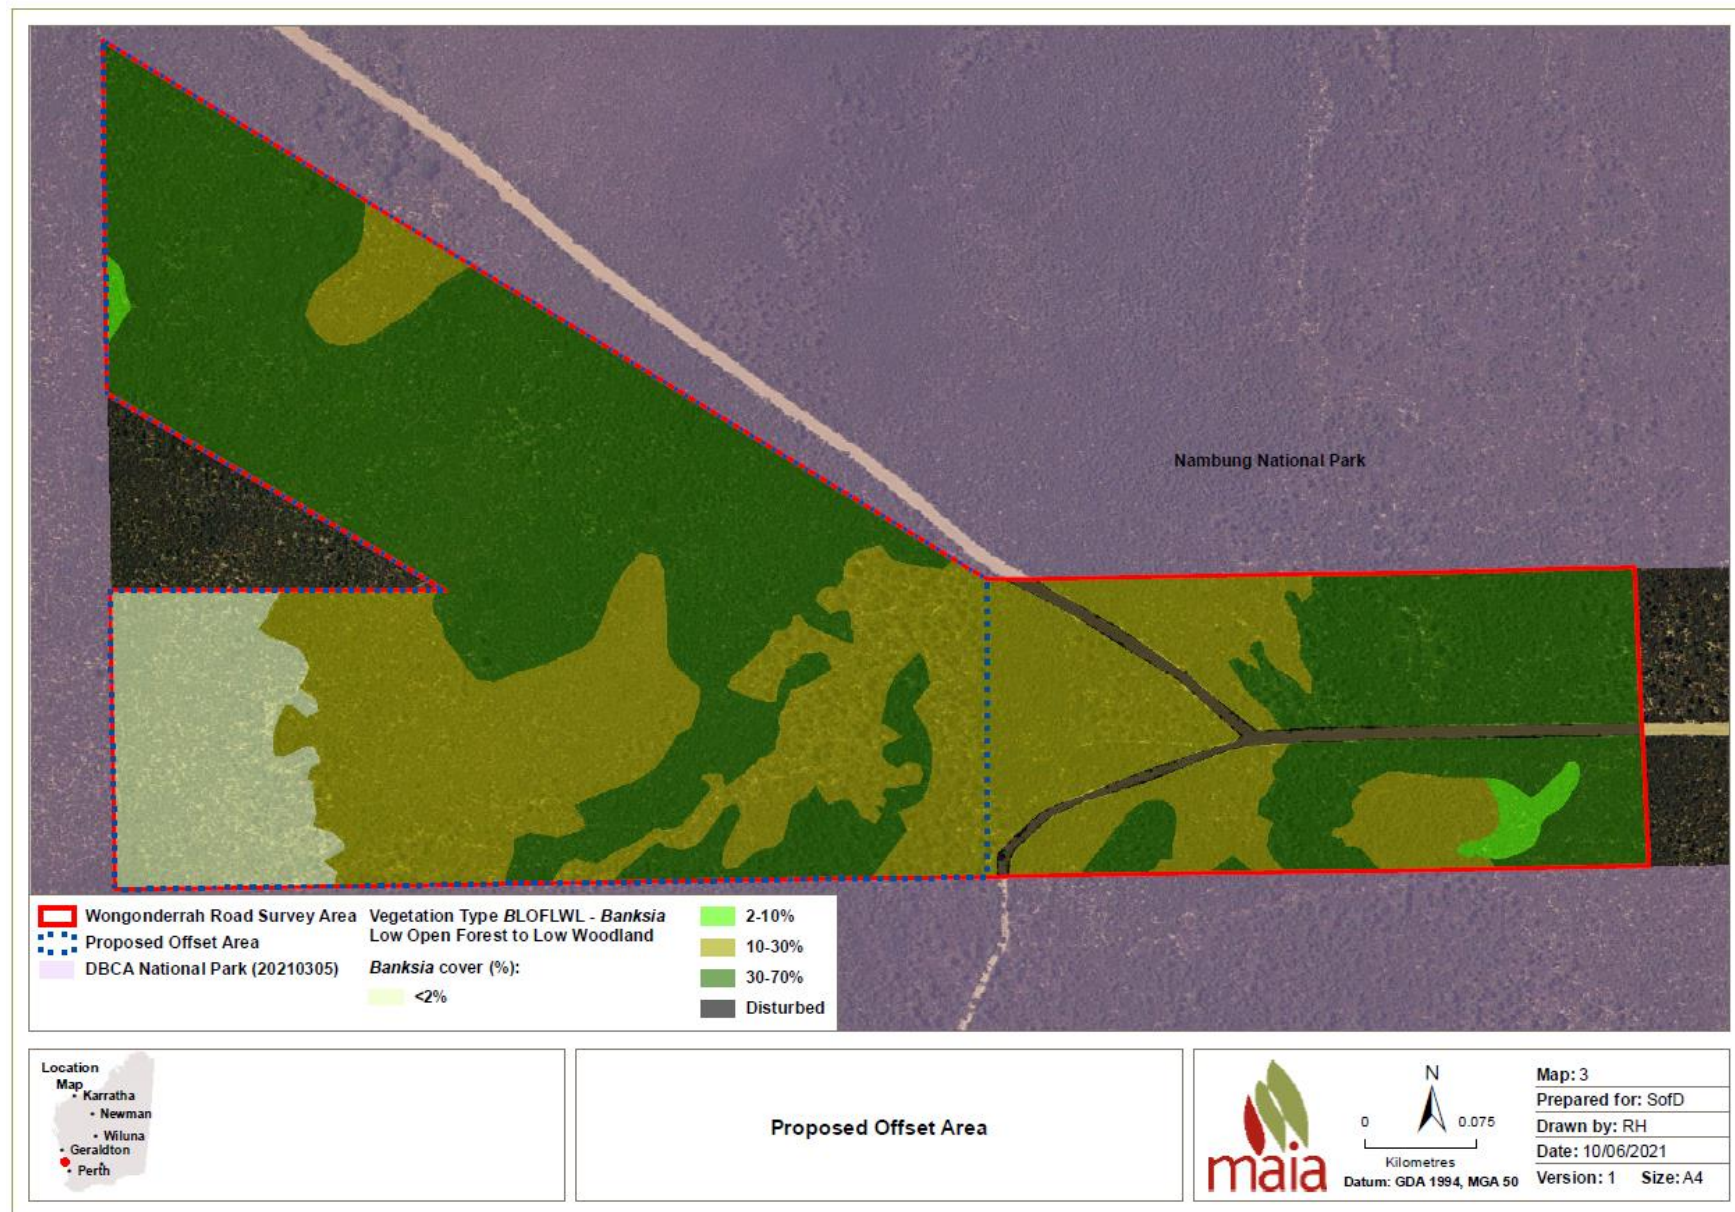 Nambung National Park
Wongonderrah Road Survey Area
Proposed Offset Area
DBCA National Park (20210305)
Vegetation Type BLOFLWL - Banksia
Low Open Forest to Low Woodland
Banksia cover (%):
<2%
2-10%
10-30%
30-70%
Disturbed
Location
Map
Karratha
Newman
Wiluna
Geraldton
Perth
Proposed Offset Area
maia
N
0 0.075
Kilometres
Datum: GDA 1994, MGA 50
Map: 3
Prepared for: SofD
Drawn by: RH
Date: 10/06/2021
Version: 1 Size: A4